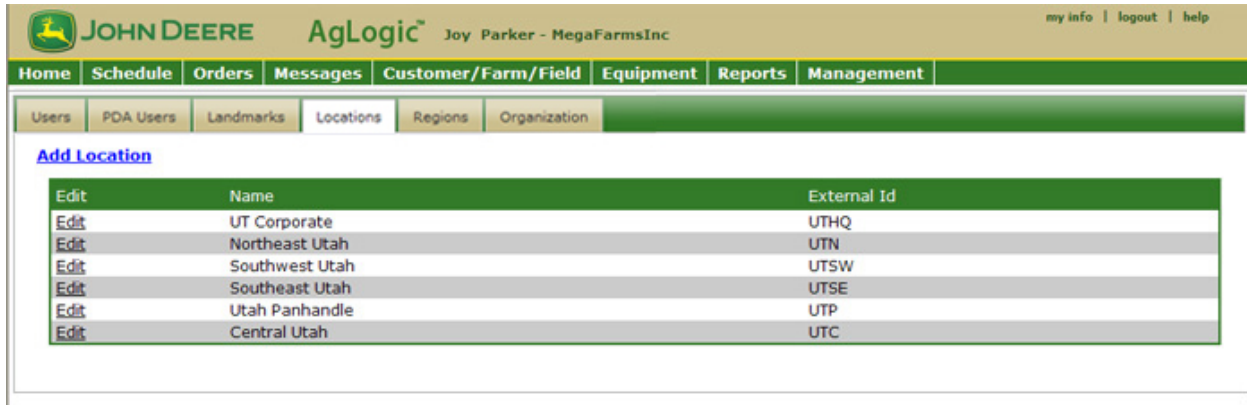 my info | logout | help
JOHN DEERE AgLogic™ Joy Parker - MegaFarmsInc
Home Schedule Orders Messages Customer/Farm/Field Equipment Reports Management
Users PDA Users Landmarks Locations Regions Organization
Add Location
Edit Name External Id
Edit UT Corporate UTHQ
Edit Northeast Utah UTN
Edit Southwest Utah UTSW
Edit Southeast Utah UTSE
Edit Utah Panhandle UTP
Edit Central Utah UTC